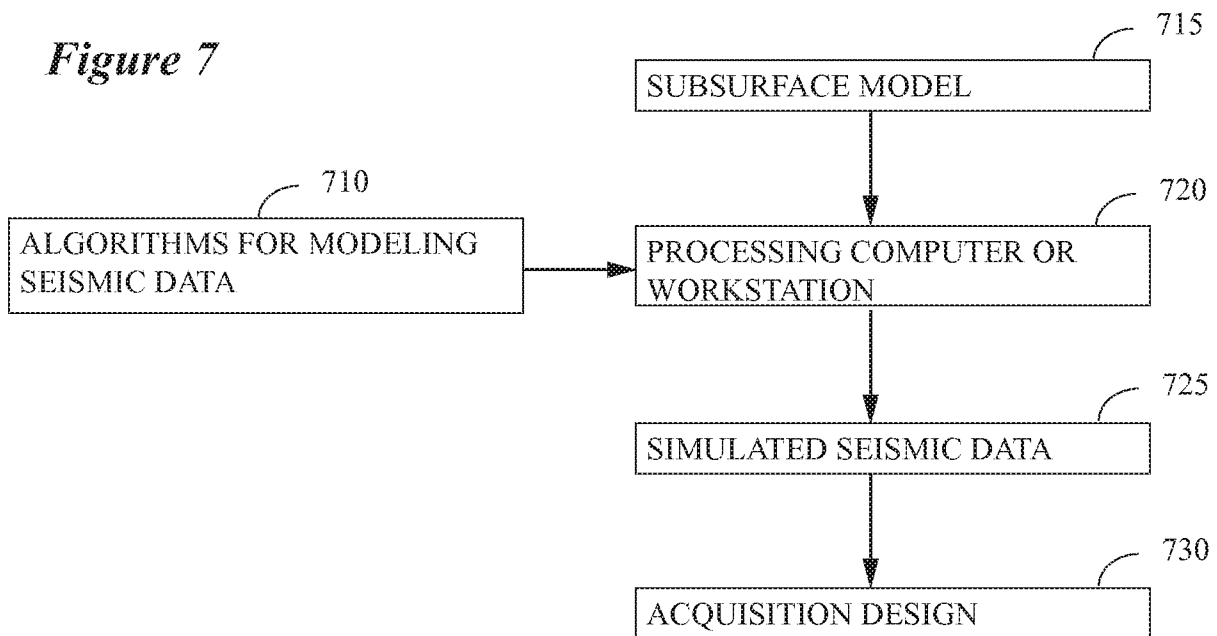 Figure 7
715
SUBSURFACE MODEL
710
ALGORITHMS FOR MODELING
SEISMIC DATA
720
PROCESSING COMPUTER OR
WORKSTATION
725
SIMULATED SEISMIC DATA
730
ACQUISITION DESIGN